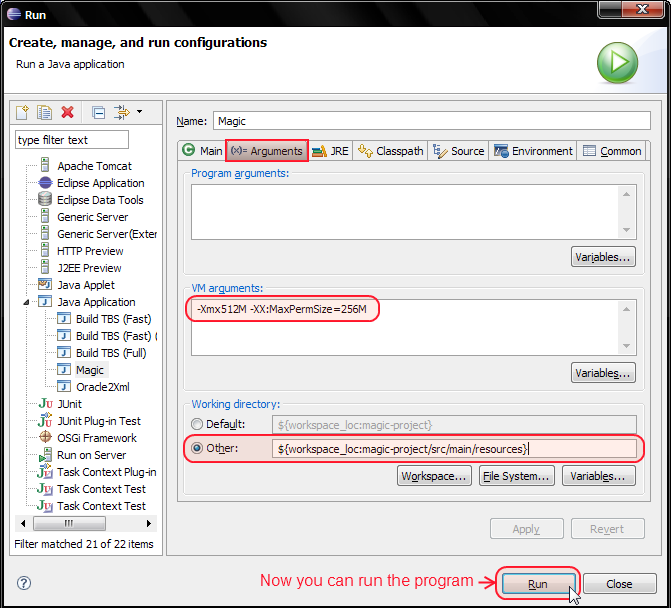 Run
Create, manage, and run configurations
Run a Java application
type filter text
Apache Tomcat
Eclipse Application
Eclipse Data Tools
Generic Server
Generic Server(Exter
HTTP Preview
J2EE Preview
Java Applet
Java Application
Build TBS (Fast)
Build TBS (Fast) (
Build TBS (Full)
Magic
Oracle2Xml
JUnit
JUnit Plug-in Test
OSGi Framework
Run on Server
Task Context Plug-in
Task Context Test
Task Context Test
Filter matched 21 of 22 items
Name: Magic
Main (x)= Arguments JRE Classpath Source Environment Common
Program arguments:
Variables...
VM arguments:
-Xmx512M -XX:MaxPermSize=256M
Variables...
Working directory:
Default: ${workspace_loc:magic-project}
Other: ${workspace_loc:magic-project/src/main/resources}
Workspace... File System... Variables...
Apply Revert
Now you can run the program Run Close